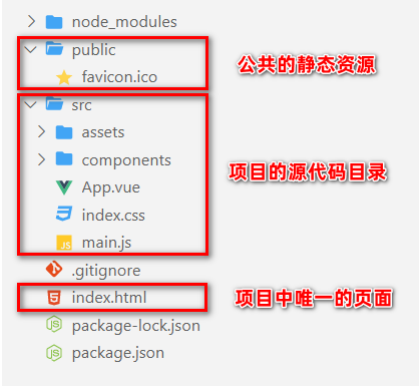 node_modules
public
favicon.ico
公共的静态资源
src
assets
components
项目的源代码目录
App.vue
index.css
main.js
.gitignore
index.html
项目中唯一的页面
package-lock.json
package.json